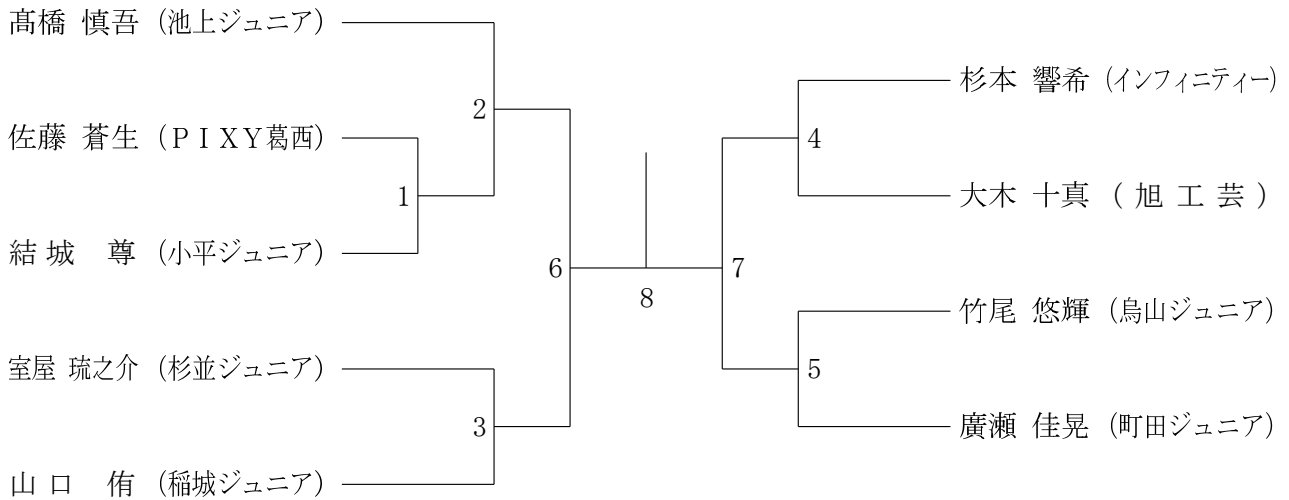 髙橋 慎吾 (池上ジュニア)
2
佐藤 蒼生 (ＰＩＸＹ葛西)
1
結城 尊 (小平ジュニア)
6
室屋 琉之介 (杉並ジュニア)
3
山口 侑 (稲城ジュニア)
8
杉本 響希 (インフィニティー)
4
大木 十真 (旭工芸)
7
竹尾 悠輝 (烏山ジュニア)
5
廣瀬 佳晃 (町田ジュニア)